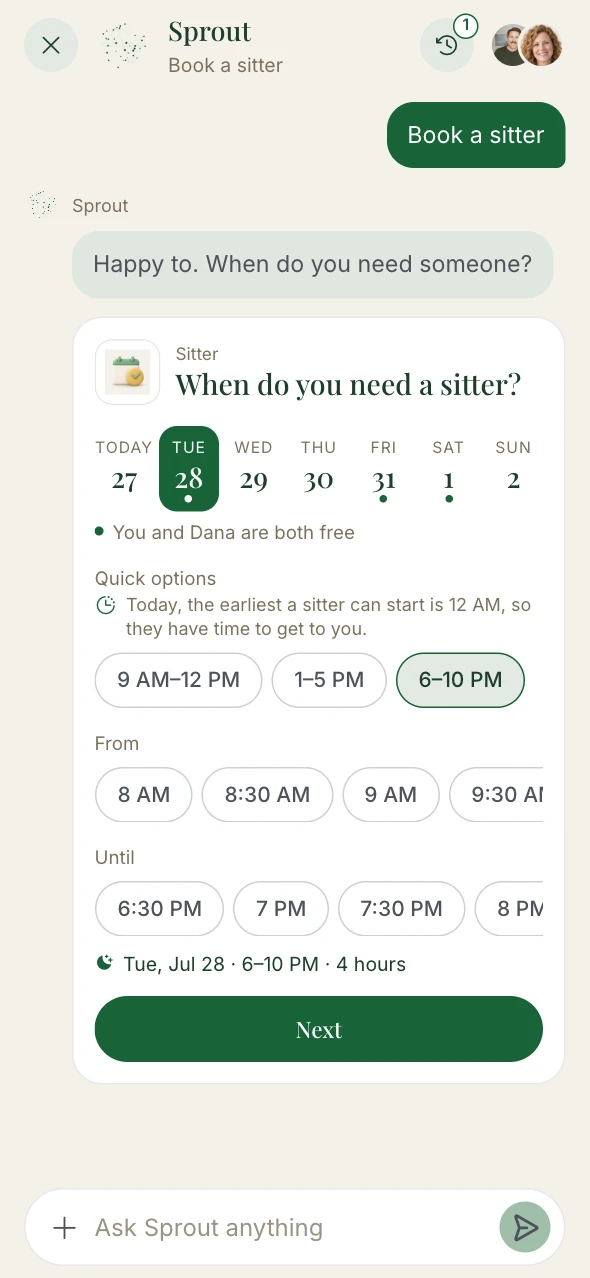 Sprout
Book a sitter
1
Book a sitter
Sprout
Happy to. When do you need someone?
Sitter
When do you need a sitter?
TODAY TUE WED THU FRI SAT SUN
27 28 29 30 31 1 2
You and Dana are both free
Quick options
Today, the earliest a sitter can start is 12 AM, so
they have time to get to you.
9 AM–12 PM 1–5 PM 6–10 PM
From
8 AM 8:30 AM 9 AM 9:30 AM
Until
6:30 PM 7 PM 7:30 PM 8 PM
Tue, Jul 28 · 6–10 PM · 4 hours
Next
Ask Sprout anything